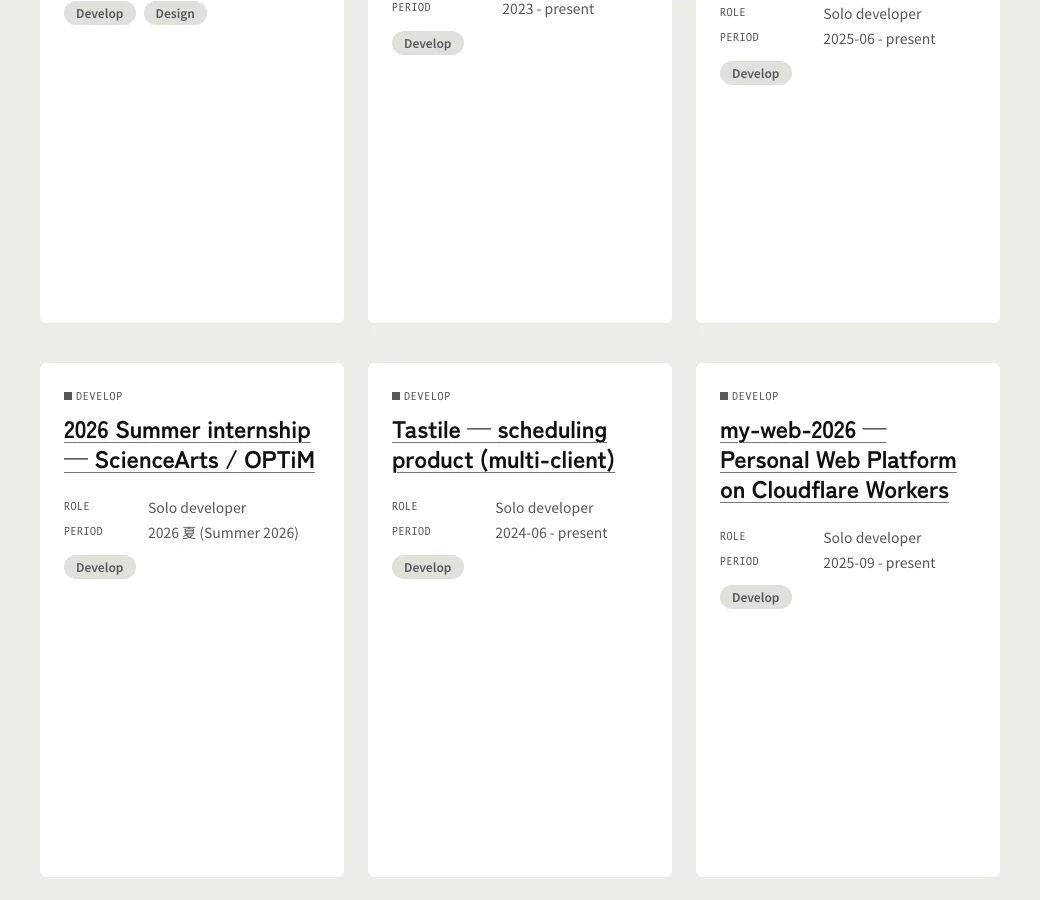 Develop Design
PERIOD 2023 - present
Develop
ROLE Solo developer
PERIOD 2025-06 - present
Develop
DEVELOP
2026 Summer internship
— ScienceArts / OPTiM
ROLE Solo developer
PERIOD 2026 夏 (Summer 2026)
Develop
DEVELOP
Tastile — scheduling
product (multi-client)
ROLE Solo developer
PERIOD 2024-06 - present
Develop
DEVELOP
my-web-2026 —
Personal Web Platform
on Cloudflare Workers
ROLE Solo developer
PERIOD 2025-09 - present
Develop